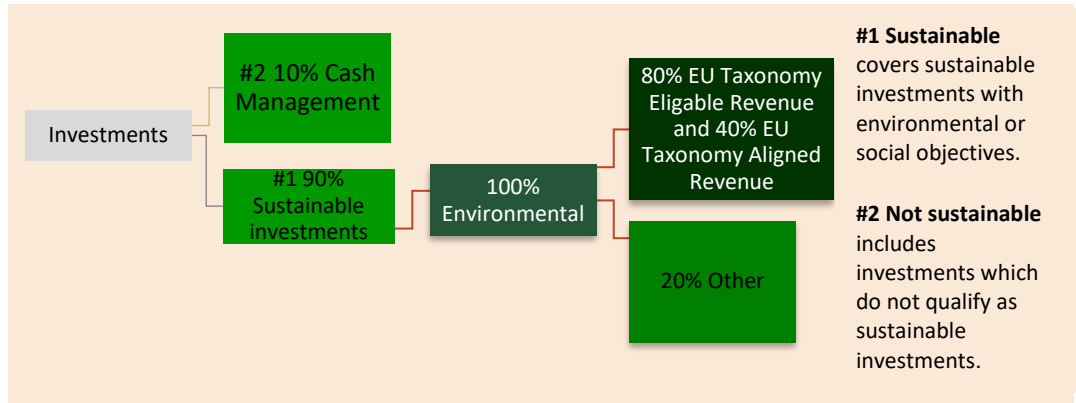 Investments
#2 10% Cash
Management
#1 90%
Sustainable
investments
100%
Environmental
80% EU Taxonomy
Eligable Revenue
and 40% EU
Taxonomy Aligned
Revenue
20% Other
#1 Sustainable
covers sustainable
investments with
environmental or
social objectives.
#2 Not sustainable
includes
investments which
do not qualify as
sustainable
investments.